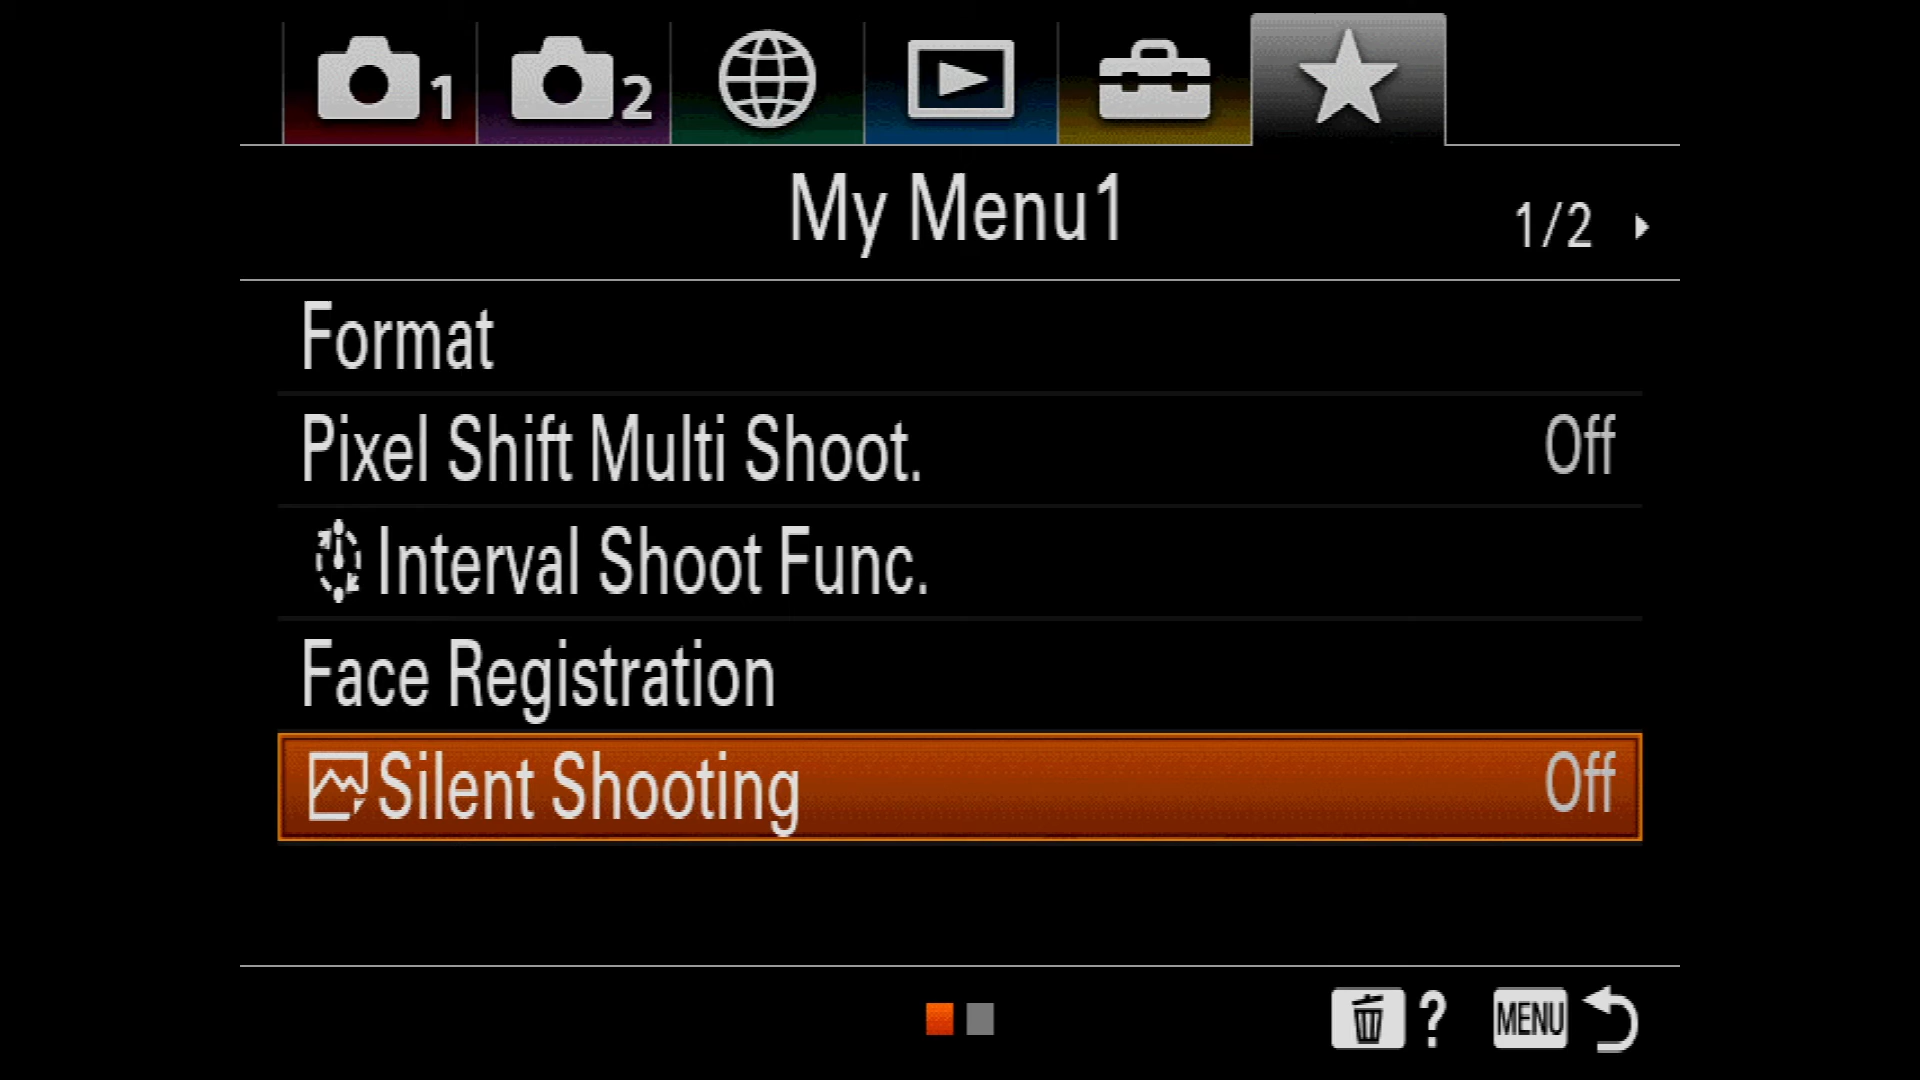 1 2
My Menu1 1/2
Format
Pixel Shift Multi Shoot. Off
Interval Shoot Func.
Face Registration
Silent Shooting Off
? MENU